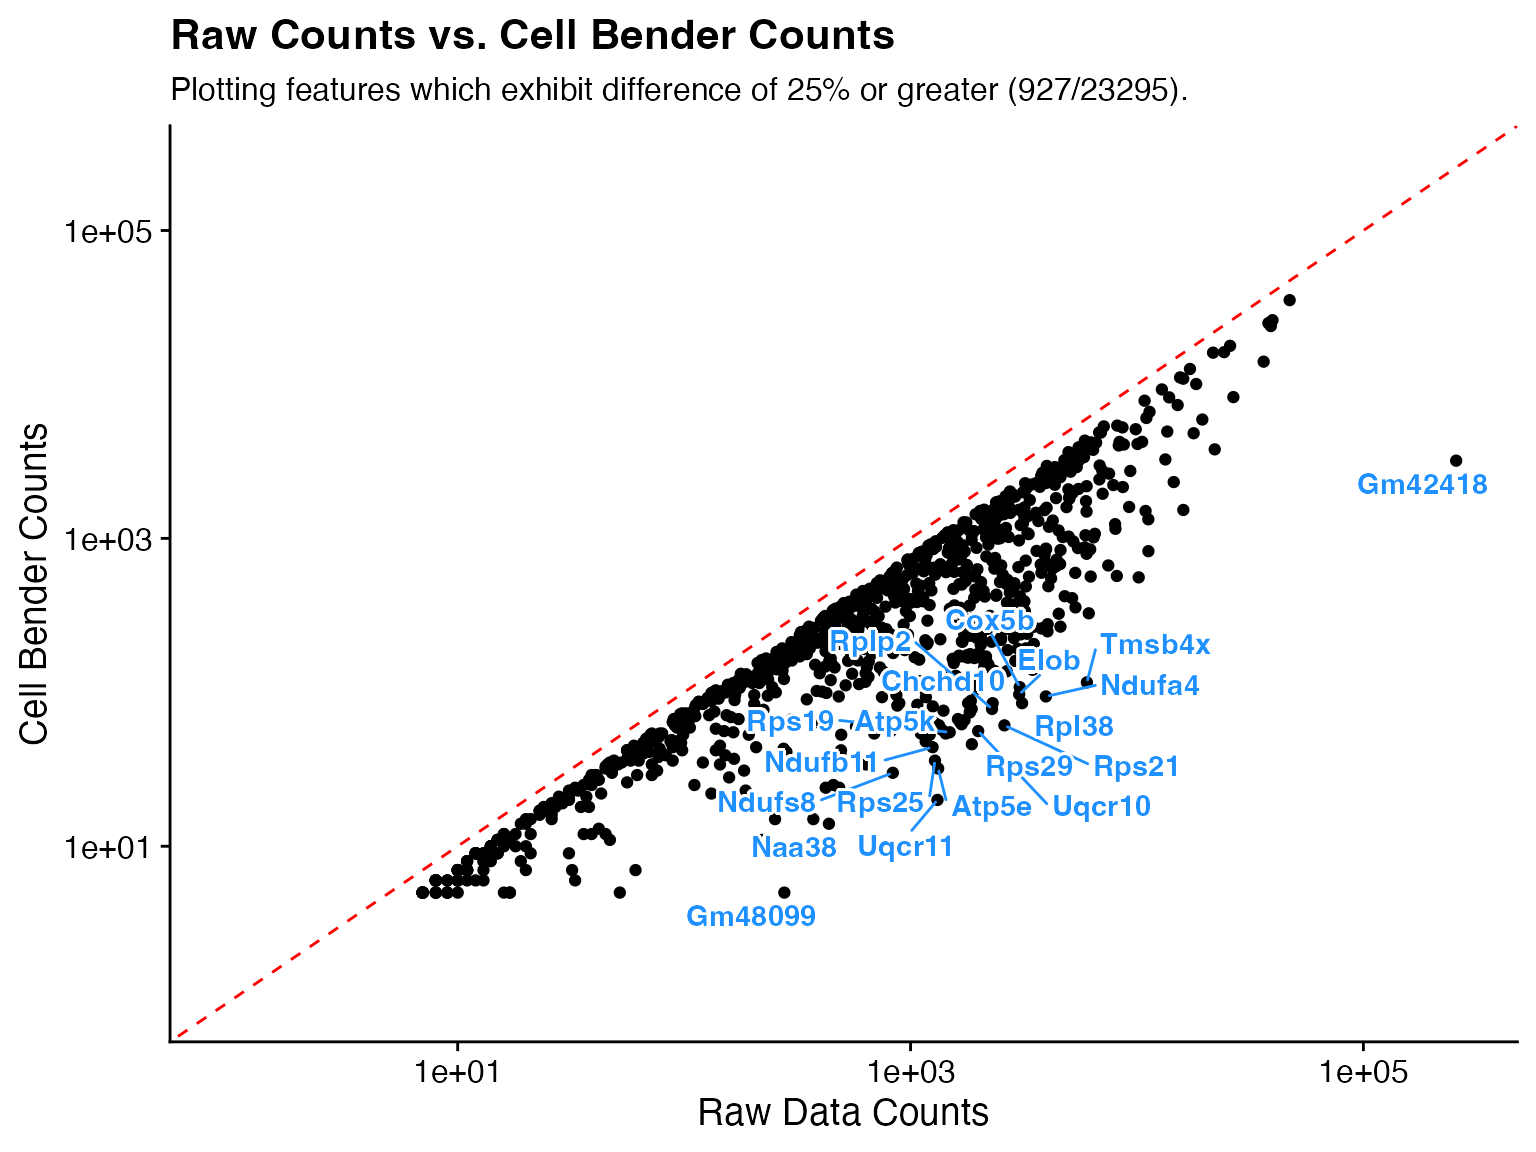 Raw Counts vs. Cell Bender Counts
Plotting features which exhibit difference of 25% or greater (927/23295).
Cell Bender Counts
1e+05
1e+03
1e+01
Gm42418
Cox5b
Rplp2
Tmsb4x
Elob
Chchd10
Ndufa4
Rps19
Atp5k
Rpl38
Ndufb11
Rps29
Rps21
Ndufs8
Rps25
Atp5e
Uqcr10
Naa38
Uqcr11
Gm48099
1e+01
1e+03
1e+05
Raw Data Counts